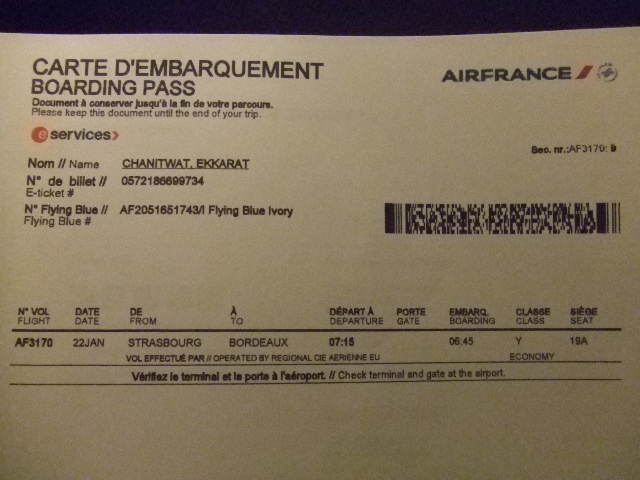 CARTE D'EMBARQUEMENT
BOARDING PASS
Document à conserver jusqu'à la fin de votre parcours.
Please keep this document until the end of your trip.
AIRFRANCE
e services>
Sec. nr.:AF3170: 9
Nom // Name CHANITWAT. EKKARAT
N° de billet // 0572186699734
E-ticket #
N° Flying Blue // AF2051651743/I Flying Blue Ivory
Flying Blue #
N° VOL DATE DE À DÉPART À PORTE EMBARQ. CLASSE SIÈGE
FLIGHT DATE FROM TO DEPARTURE GATE BOARDING CLASS SEAT
AF3170 22JAN STRASBOURG BORDEAUX 07:15 06:45 Y 19A
VOL EFFECTUÉ PAR // OPERATED BY REGIONAL CIE AERIENNE EU ECONOMY
Vérifiez le terminal et la porte à l'aéroport. // Check terminal and gate at the airport.